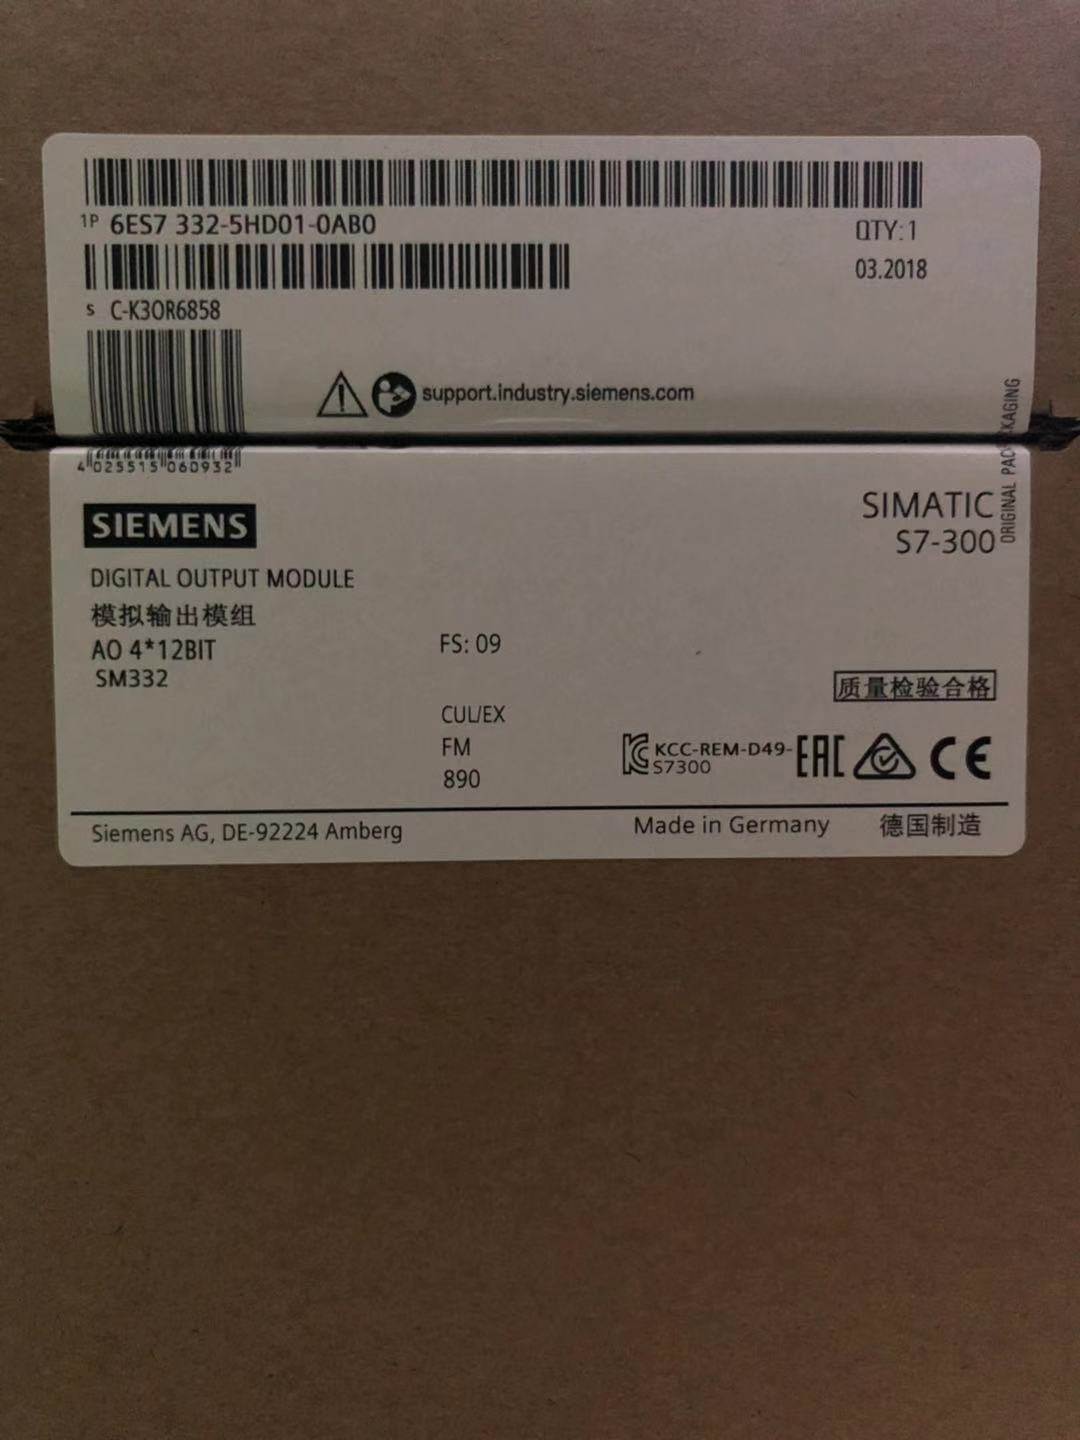 1P 6ES7 332-5HD01-0AB0
QTY:1
03.2018
S C-K3OR6858
support.industry.siemens.com
4 025515 060932
ORIGINAL PACKAGING
SIEMENS
SIMATIC
S7-300
DIGITAL OUTPUT MODULE
模拟输出模组
AO 4*12BIT
FS: 09
SM332
质量检验合格
CUL/EX
FM
890
KCC-REM-D49-
S7300
EAC
CE
Siemens AG, DE-92224 Amberg
Made in Germany 德国制造